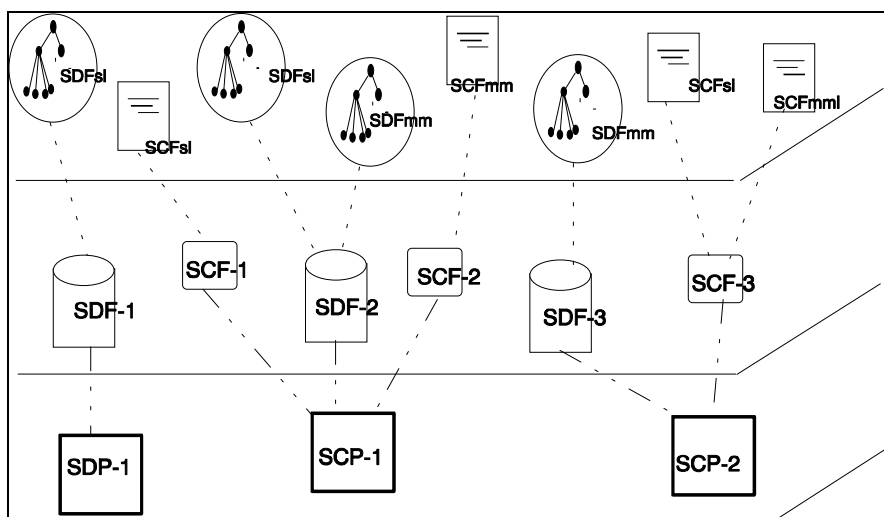 SDFsl
SCFsl
SDFsl
SDFmm
SCFmm
SDFmm
SCFsl
SCFmml
SDF-1
SCF-1
SDF-2
SCF-2
SDF-3
SCF-3
SDP-1
SCP-1
SCP-2